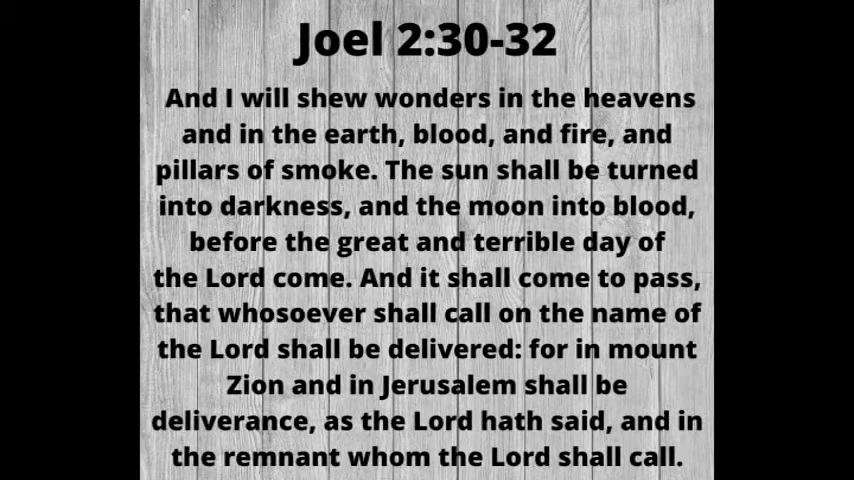 Joel 2:30-32
And I will shew wonders in the heavens
and in the earth, blood, and fire, and
pillars of smoke. The sun shall be turned
into darkness, and the moon into blood,
before the great and terrible day of
the Lord come. And it shall come to pass,
that whosoever shall call on the name of
the Lord shall be delivered: for in mount
Zion and in Jerusalem shall be
deliverance, as the Lord hath said, and in
the remnant whom the Lord shall call.